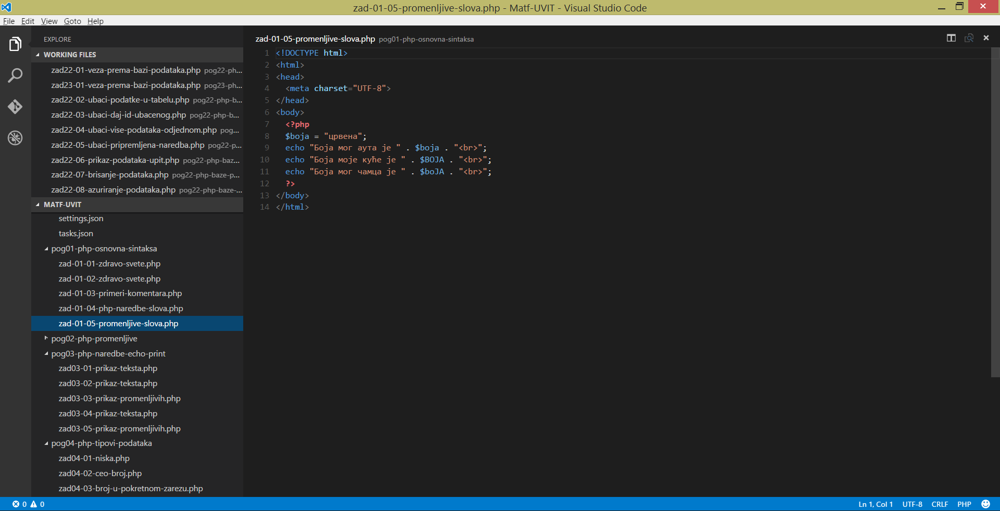 zad-01-05-promenljive-slova.php - Matf-UVIT - Visual Studio Code
File Edit View Goto Help
EXPLORE
WORKING FILES
zad22-01-veza-prema-bazi-podataka.php pog22-ph...
zad23-01-veza-prema-bazi-podataka.php pog23-ph...
zad22-02-ubaci-podatke-u-tabelu.php pog22-php-b...
zad22-03-ubaci-daj-id-ubacenog.php pog22-php-b...
zad22-04-ubaci-vise-podataka-odjednom.php pog...
zad22-05-ubaci-pripremljena-naredba.php pog22-p...
zad22-06-prikaz-podataka-upit.php pog22-php-baz...
zad22-07-brisanje-podataka.php pog22-php-baze-p...
zad22-08-azuriranje-podataka.php pog22-php-baze-...
MATF-UVIT
settings.json
tasks.json
pog01-php-osnovna-sintaksa
zad-01-01-zdravo-svete.php
zad-01-02-zdravo-svete.php
zad-01-03-primeri-komentara.php
zad-01-04-php-naredbe-slova.php
zad-01-05-promenljive-slova.php
pog02-php-promenljive
pog03-php-naredbe-echo-print
zad03-01-prikaz-teksta.php
zad03-02-prikaz-teksta.php
zad03-03-prikaz-promenljivih.php
zad03-04-prikaz-teksta.php
zad03-05-prikaz-promenljivih.php
pog04-php-tipovi-podataka
zad04-01-niska.php
zad04-02-ceo-broj.php
zad04-03-broj-u-pokretnom-zarezu.php
zad-01-05-promenljive-slova.php pog01-php-osnovna-sintaksa
1 <!DOCTYPE html>
2 <html>
3 <head>
4 <meta charset="UTF-8">
5 </head>
6 <body>
7 <?php
8 $boja = "црвена";
9 echo "Боја мог аута је " . $boja . "<br>";
10 echo "Боја моје куће је " . $BOJA . "<br>";
11 echo "Боја мог чамца је " . $boJA . "<br>";
12 ?>
13 </body>
14 </html>
0 0
Ln 1, Col 1 UTF-8 CRLF PHP